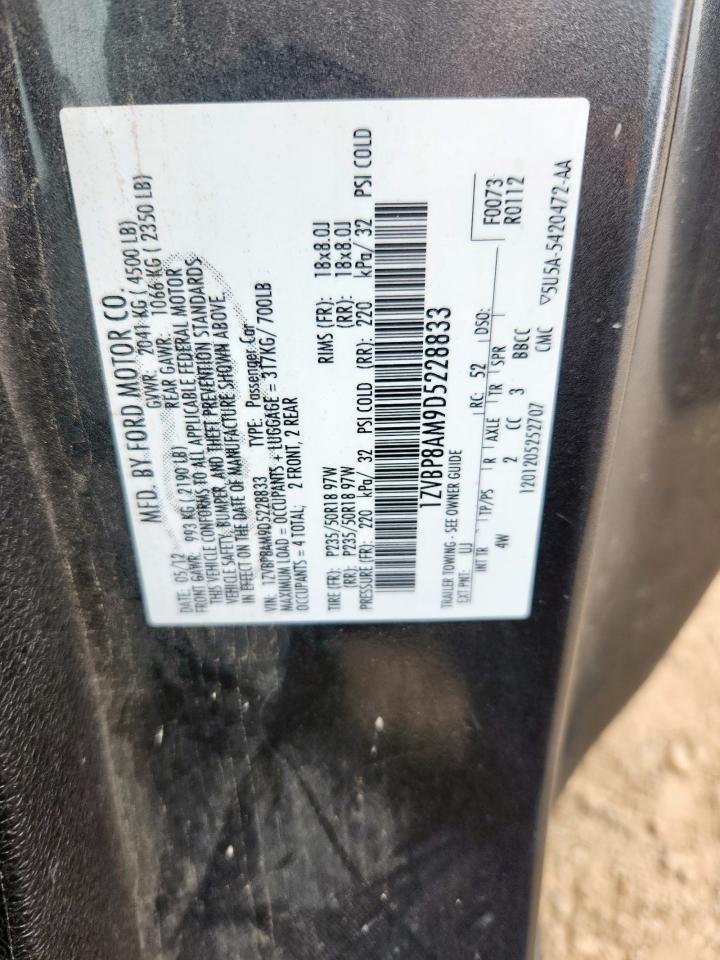 MFD. BY FORD MOTOR CO.
DATE: 05/12 GVWR: 2041 KG ( 4500 LB)
FRONT GAWR: 993 KG ( 2190 LB) REAR GAWR: 1066 KG ( 2350 LB)
THIS VEHICLE CONFORMS TO ALL APPLICABLE FEDERAL MOTOR
VEHICLE SAFETY, BUMPER, AND THEFT PREVENTION STANDARDS
IN EFFECT ON THE DATE OF MANUFACTURE SHOWN ABOVE.
VIN: 1ZVBP8AM9D5228833 TYPE: Passenger Car
MAXIMUM LOAD = OCCUPANTS + LUGGAGE = 317KG/ 700LB
OCCUPANTS = 4 TOTAL; 2 FRONT, 2 REAR
TIRE (FR): P235/50R18 97W RIMS (FR): 18x8.0J
(RR): P235/50R18 97W (RR): 18x8.0J
PRESSURE (FR): 220 kPa/ 32 PSI COLD (RR): 220 kPa/ 32 PSI COLD
1ZVBP8AM9D5228833
TRAILER TOWING - SEE OWNER GUIDE
EXT PNT: UJ RC: 52 DSO: F0073
INT TR TP/PS R AXLE TR SPR R0112
4W 2 CC 3 BBCC
1201205252707 CMC ▽5U5A-5420472-AA